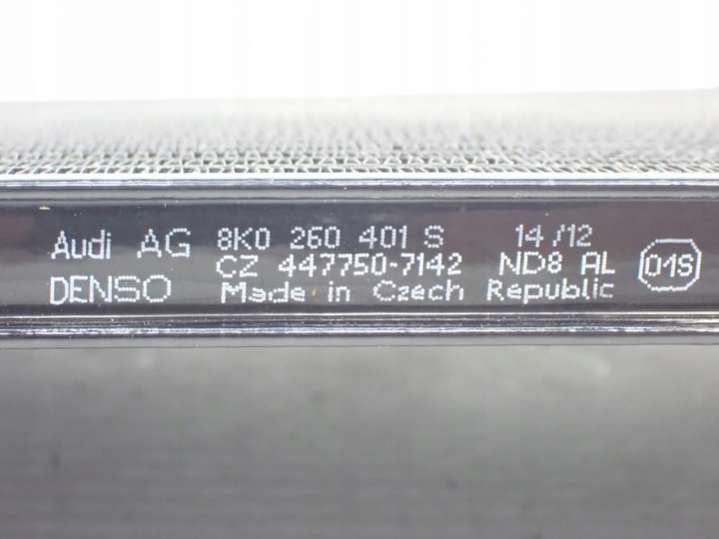 Audi AG 8K0 260 401 S 14/12
CZ 447750-7142 ND8 AL 01S
DENSO Made in Czech Republic